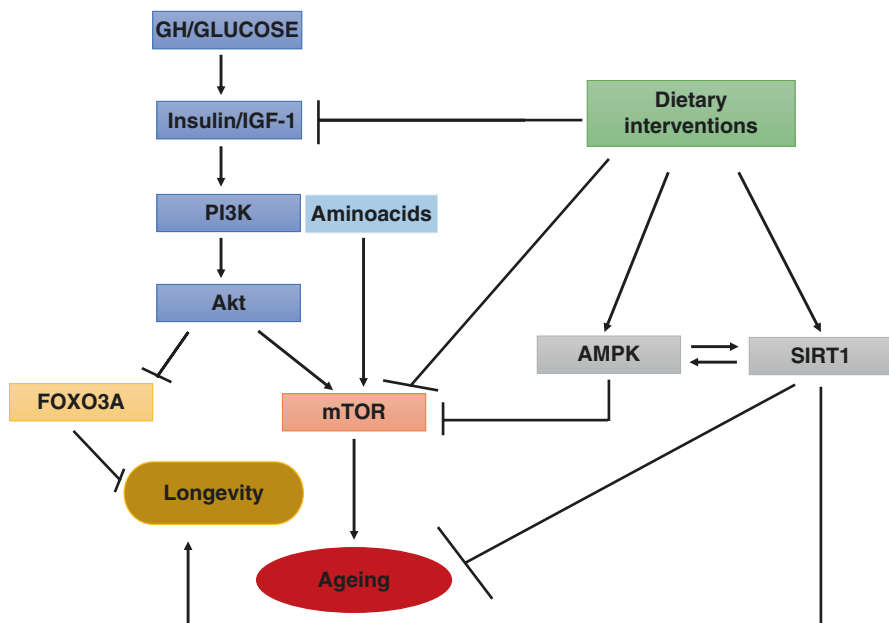 GH/GLUCOSE
Insulin/IGF-1
Dietary
interventions
PI3K
Aminoacids
Akt
AMPK
SIRT1
FOXO3A
mTOR
Longevity
Ageing